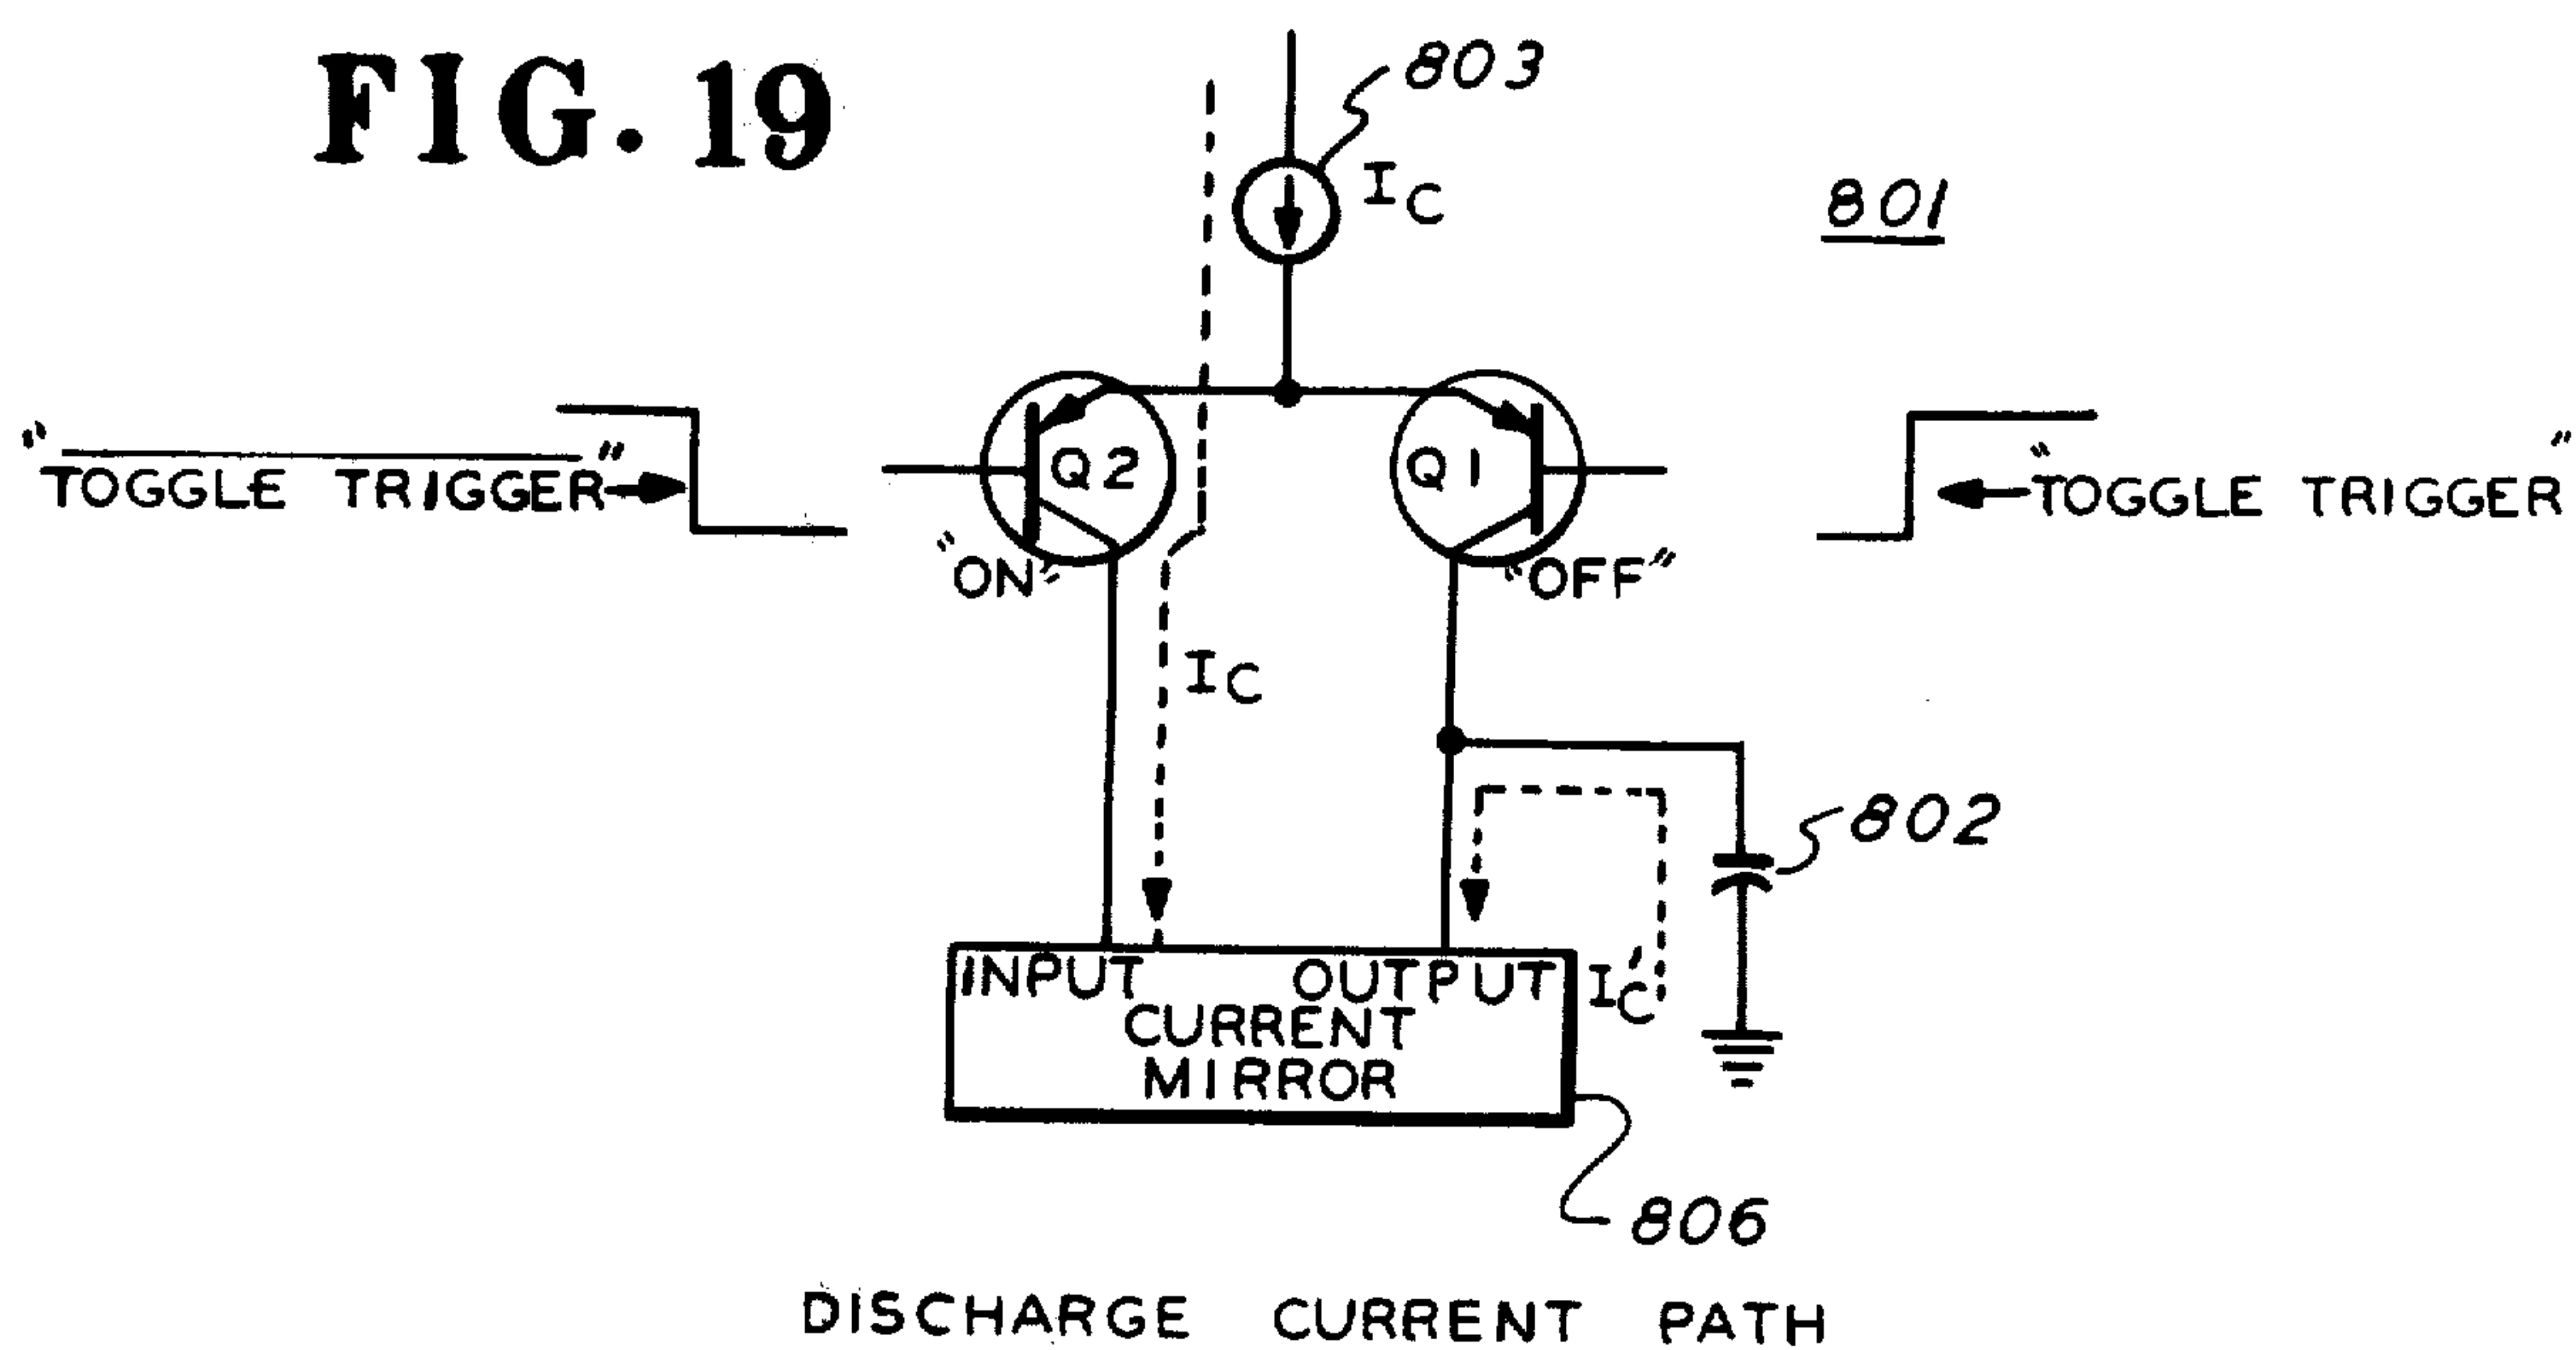 FIG. 19
803
IC
801
"TOGGLE TRIGGER"
Q2
Q1
"TOGGLE TRIGGER"
"ON"
"OFF"
IC
802
INPUT OUTPUT
I'C
CURRENT
MIRROR
806
DISCHARGE CURRENT PATH